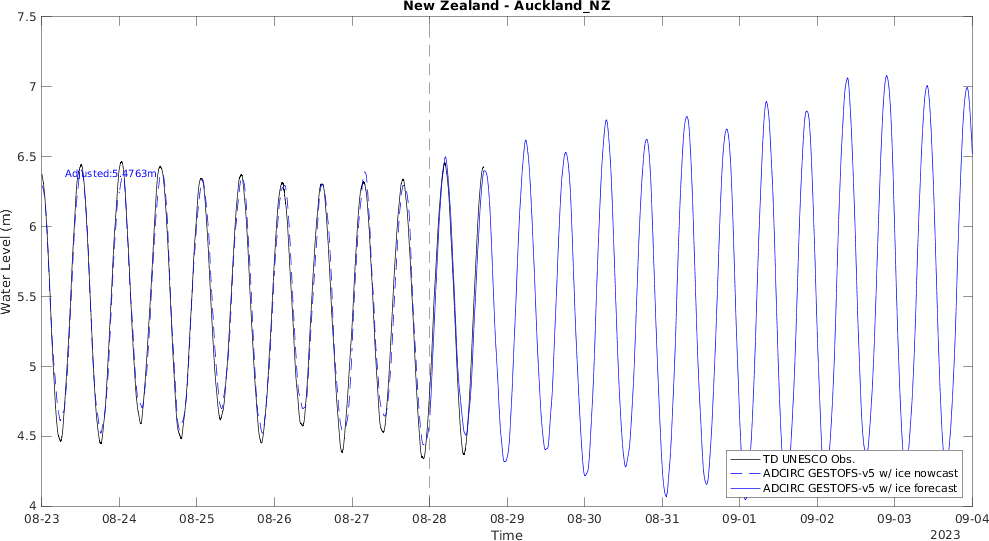 New Zealand - Auckland_NZ
7.5
7
6.5
Adjusted:5.4763m
6
Water Level (m)
5.5
5
4.5
4
TD UNESCO Obs.
ADCIRC GESTOFS-v5 w/ ice nowcast
ADCIRC GESTOFS-v5 w/ ice forecast
08-23 08-24 08-25 08-26 08-27 08-28 08-29 08-30 08-31 09-01 09-02 09-03 09-04
Time
2023